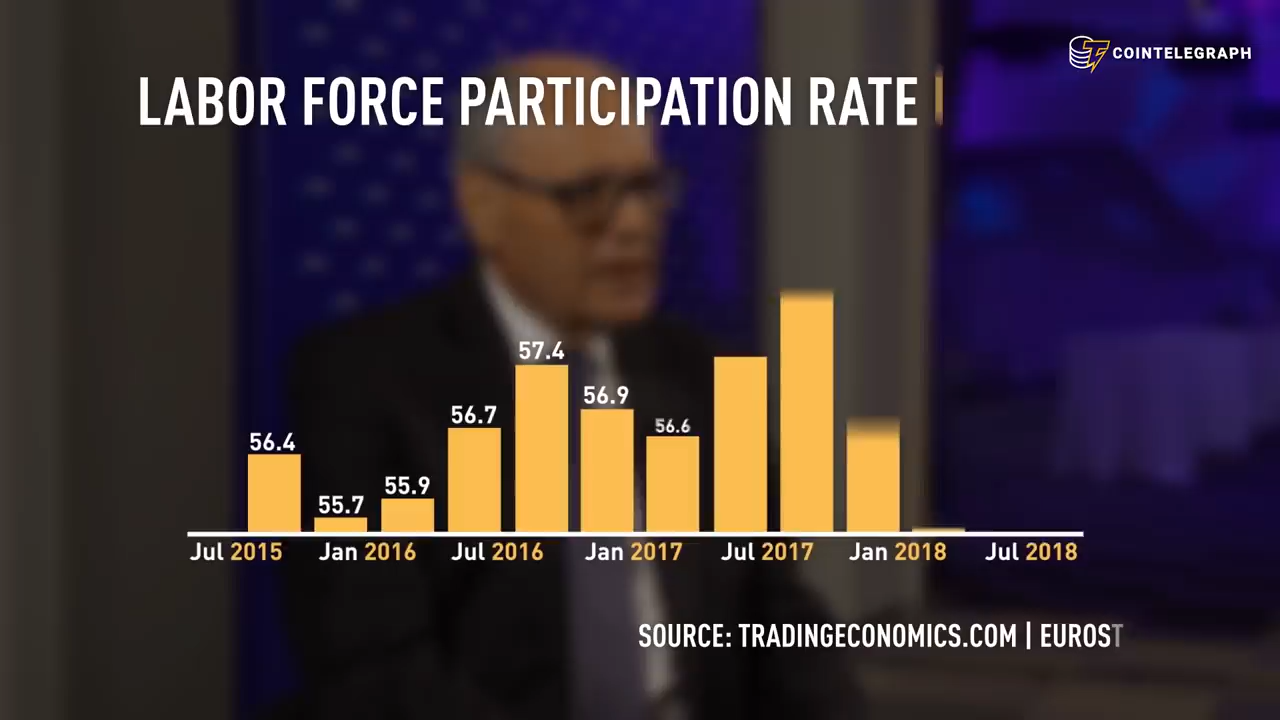 COINTELEGRAPH
LABOR FORCE PARTICIPATION RATE
57.4
56.9
56.7
56.6
56.4
55.9
55.7
Jul 2015 Jan 2016 Jul 2016 Jan 2017 Jul 2017 Jan 2018 Jul 2018
SOURCE: TRADINGECONOMICS.COM | EUROST